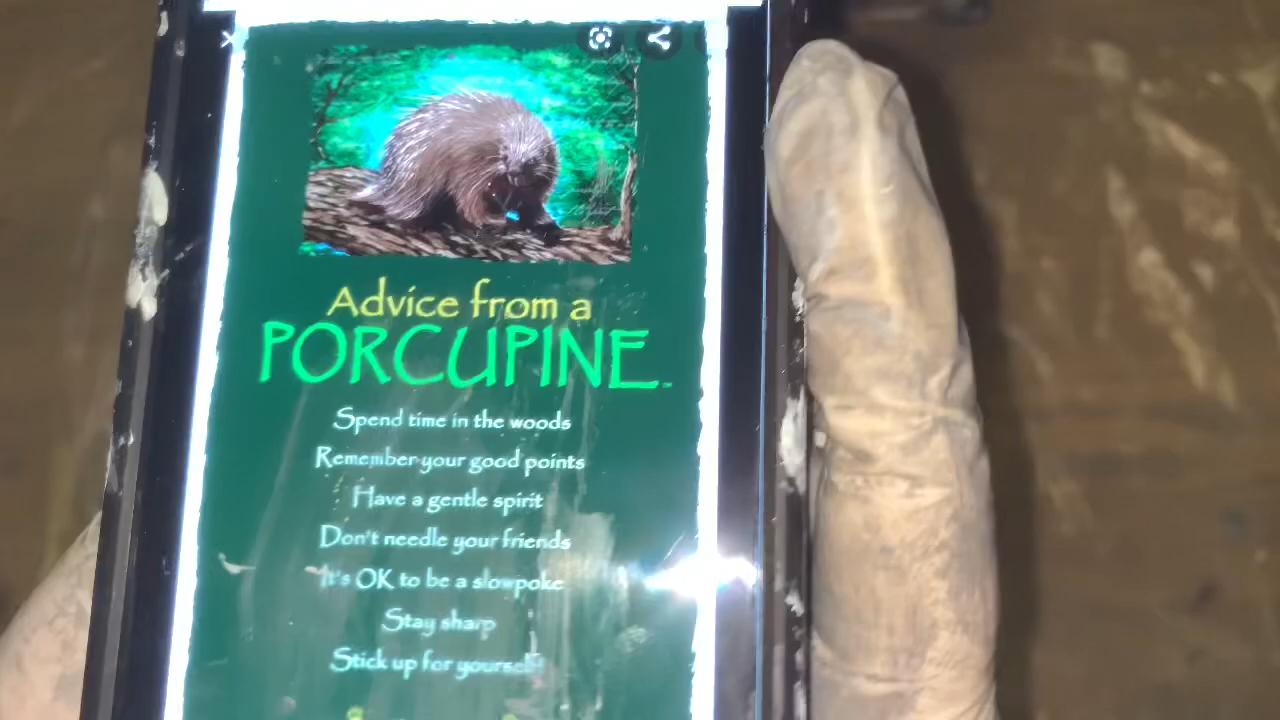 Advice from a
PORCUPINE™
Spend time in the woods
Remember your good points
Have a gentle spirit
Don't needle your friends
It's OK to be a slowpoke
Stay sharp
Stick up for yourself!